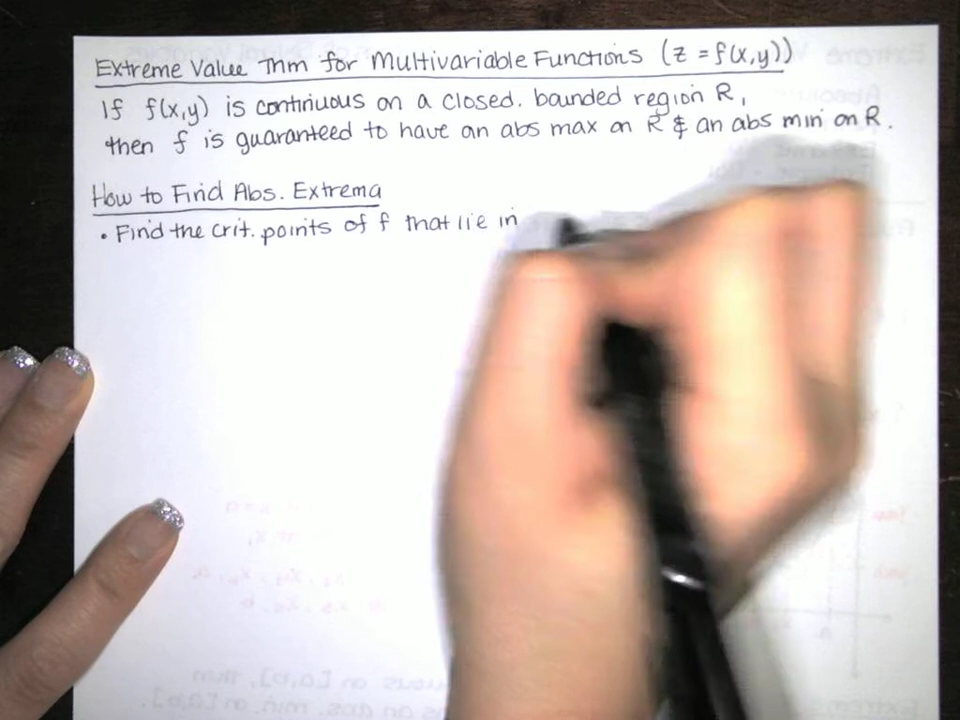 Extreme Value Thm for Multivariable Functions (z = f(x,y))
If f(x,y) is continuous on a closed, bounded region R,
then f is guaranteed to have an abs max on R & an abs min on R.
How to Find Abs. Extrema
• Find the crit. points of f that lie in